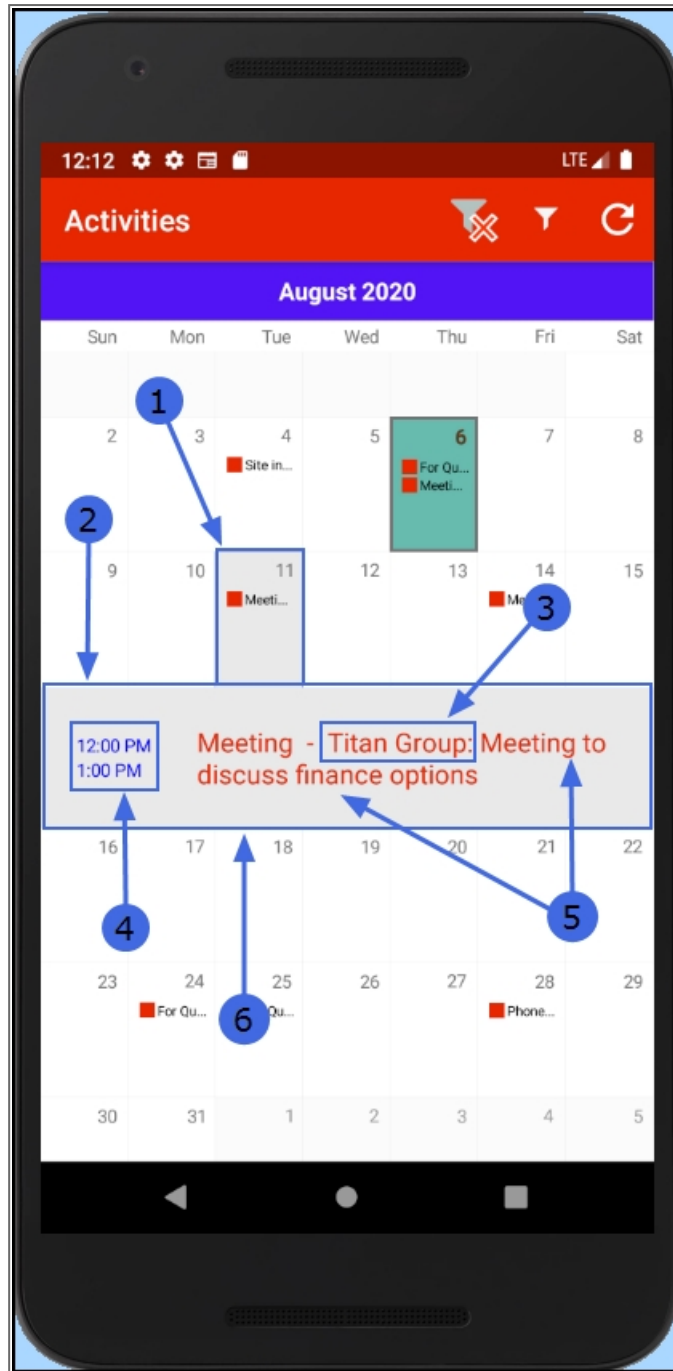 12:12 LTE
Activities
August 2020
Sun Mon Tue Wed Thu Fri Sat
1
2 3 4 5 6 7 8
Site in... For Qu...
Meeti...
2
9 10 11 12 13 14 15
Meeti...
3
12:00 PM
1:00 PM
Meeting - Titan Group: Meeting to
discuss finance options
16 17 18 19 20 21 22
4 5
23 24 25 26 27 28 29
For Qu... Qu... Phone...
6
30 31 1 2 3 4 5